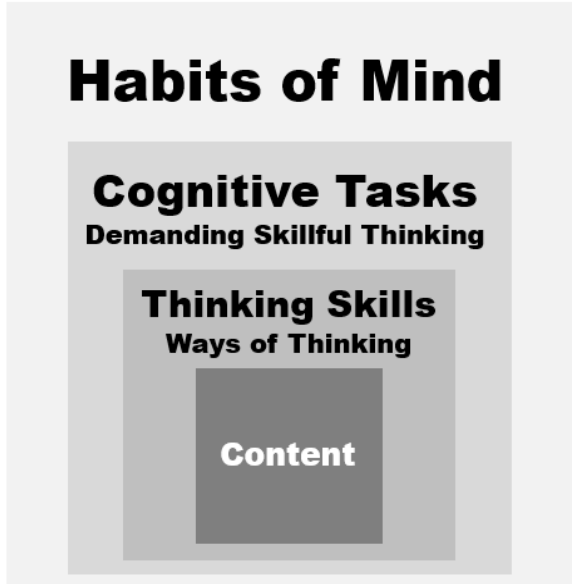 Habits of Mind
Cognitive Tasks
Demanding Skillful Thinking
Thinking Skills
Ways of Thinking
Content